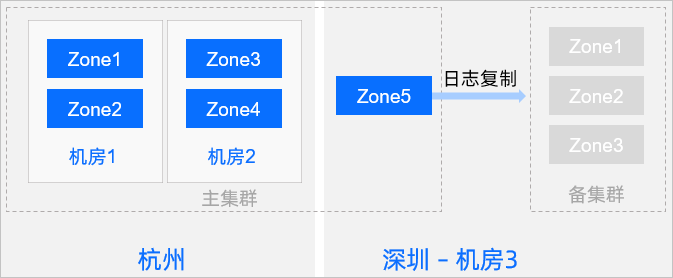 Zone1
Zone2
机房1
Zone3
Zone4
机房2
主集群
Zone5
日志复制
Zone1
Zone2
Zone3
备集群
杭州
深圳 – 机房3